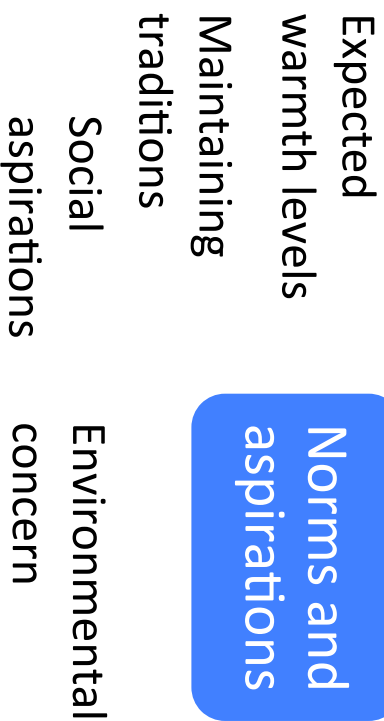 Expected
warmth levels
Maintaining
traditions
Social
aspirations
Norms and
aspirations
Environmental
concern